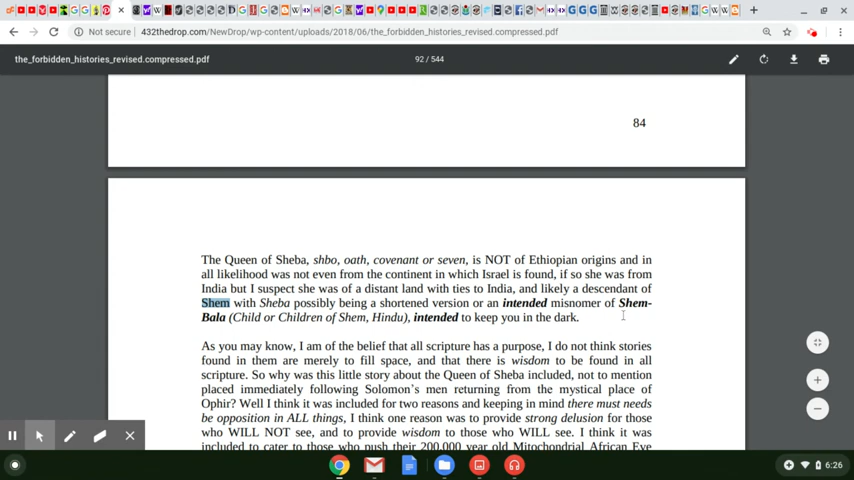 Not secure
432thedrop.com/NewDrop/wp-content/uploads/2018/06/the_forbidden_histories_revised.compressed.pdf
the_forbidden_histories_revised.compressed.pdf
92 / 544
84
The Queen of Sheba, shbo, oath, covenant or seven, is NOT of Ethiopian origins and in
all likelihood was not even from the continent in which Israel is found, if so she was from
India but I suspect she was of a distant land with ties to India, and likely a descendant of
Shem with Sheba possibly being a shortened version or an intended misnomer of Shem-
Bala (Child or Children of Shem, Hindu), intended to keep you in the dark.
As you may know, I am of the belief that all scripture has a purpose, I do not think stories
found in them are merely to fill space, and that there is wisdom to be found in all
scripture. So why was this little story about the Queen of Sheba included, not to mention
placed immediately following Solomon's men returning from the mystical place of
Ophir? Well I think it was included for two reasons and keeping in mind there must needs
be opposition in ALL things, I think one reason was to provide strong delusion for those
who WILL NOT see, and to provide wisdom to those who WILL see. I think it was
included to cater to those who push their 200,000 year old Mitochondrial African Eve
6:26